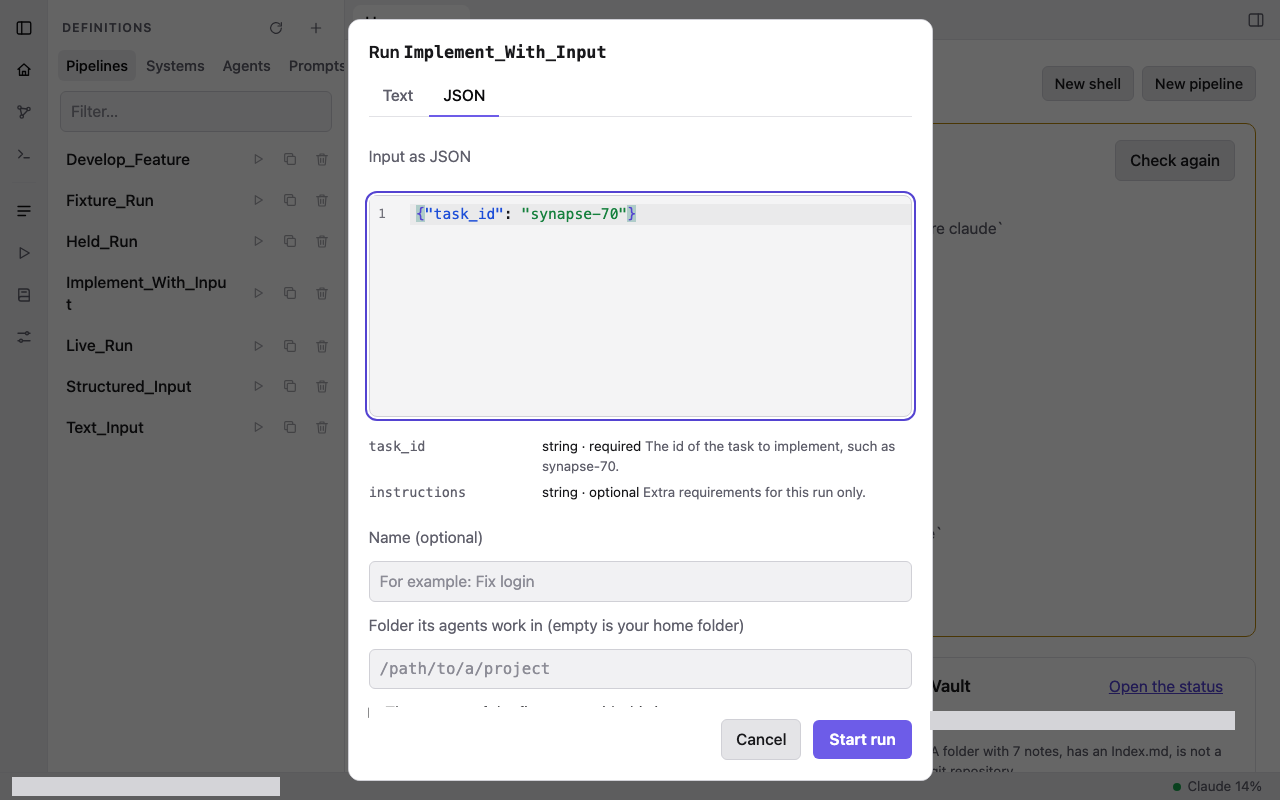 DEFINITIONS
Pipelines Systems Agents Prompts
Filter...
Develop_Feature
Fixture_Run
Held_Run
Implement_With_Inpu
t
Live_Run
Structured_Input
Text_Input
Run Implement_With_Input
Text JSON
Input as JSON
1 {"task_id": "synapse-70"}
task_id string · required The id of the task to implement, such as
synapse-70.
instructions string · optional Extra requirements for this run only.
Name (optional)
For example: Fix login
Folder its agents work in (empty is your home folder)
/path/to/a/project
Cancel Start run
New shell New pipeline
Check again
re claude`
Vault Open the status
A folder with 7 notes, has an Index.md, is not a
git repository
Claude 14%